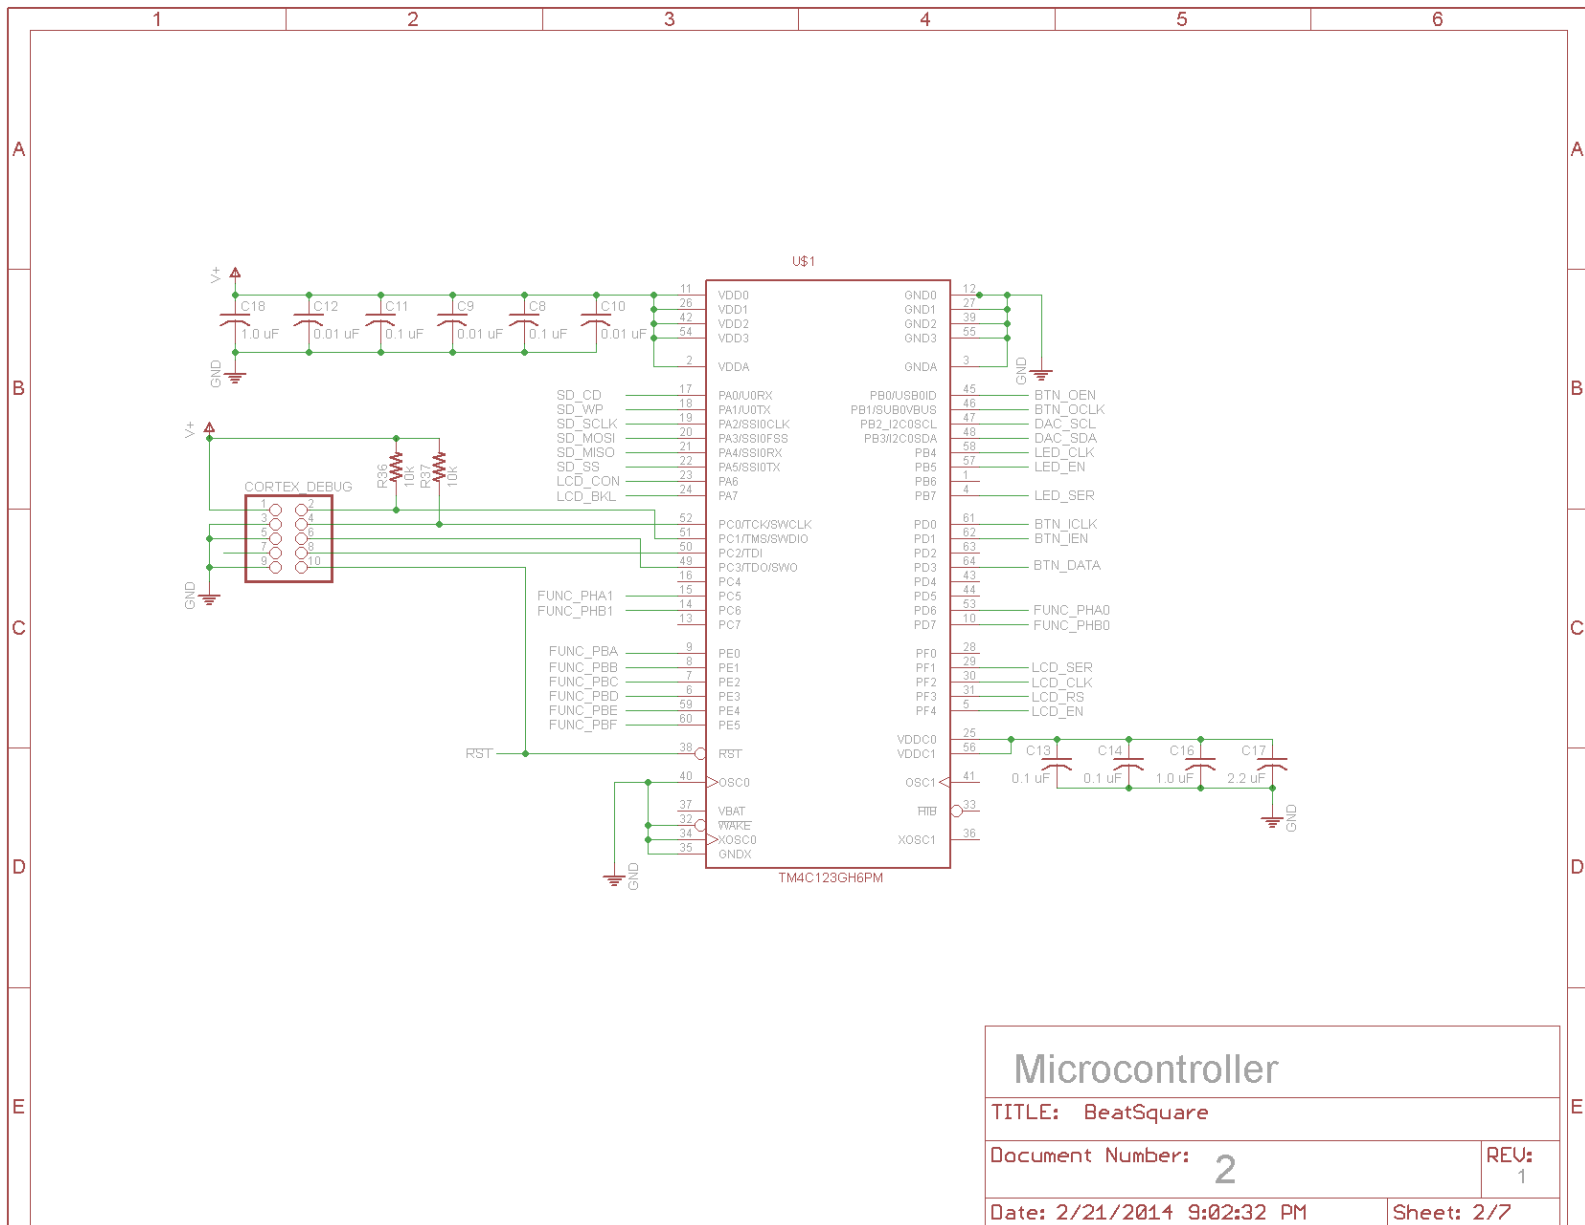 1 2 3 4 5 6
A A
B B
C C
D D
E E
U$1
V+
C18 C12 C11 C9 C8 C10
1.0 uF 0.01 uF 0.1 uF 0.01 uF 0.1 uF 0.01 uF
GND
11 VDD0 GND0 12
26 VDD1 GND1 27
42 VDD2 GND2 39
54 VDD3 GND3 55
2 VDDA GNDA 3
GND
SD_CD 17 PA0/U0RX PB0/USB0ID 45 BTN_OEN
SD_WP 18 PA1/U0TX PB1/SUB0VBUS 46 BTN_OCLK
SD_SCLK 19 PA2/SSI0CLK PB2_I2C0SCL 47 DAC_SCL
SD_MOSI 20 PA3/SSI0FSS PB3/I2C0SDA 48 DAC_SDA
SD_MISO 21 PA4/SSI0RX PB4 58 LED_CLK
SD_SS 22 PA5/SSI0TX PB5 57 LED_EN
LCD_CON 23 PA6 PB6 1
LCD_BKL 24 PA7 PB7 4 LED_SER
V+
R36 10k R37 10k
CORTEX_DEBUG
1 2
3 4
5 6
7 8
9 10
GND
52 PC0/TCK/SWCLK PD0 61 BTN_ICLK
51 PC1/TMS/SWDIO PD1 62 BTN_IEN
50 PC2/TDI PD2 63
49 PC3/TDO/SWO PD3 64 BTN_DATA
16 PC4 PD4 43
FUNC_PHA1 15 PC5 PD5 44
FUNC_PHB1 14 PC6 PD6 53 FUNC_PHA0
13 PC7 PD7 10 FUNC_PHB0
FUNC_PBA 9 PE0 PF0 28
FUNC_PBB 8 PE1 PF1 29 LCD_SER
FUNC_PBC 7 PE2 PF2 30 LCD_CLK
FUNC_PBD 6 PE3 PF3 31 LCD_RS
FUNC_PBE 59 PE4 PF4 5 LCD_EN
FUNC_PBF 60 PE5
VDDC0 25
RST 38 RST VDDC1 56
C13 C14 C16 C17
0.1 uF 0.1 uF 1.0 uF 2.2 uF
GND
40 OSC0 OSC1 41
37 VBAT HIB 33
32 WAKE
34 XOSC0 XOSC1 36
35 GNDX
GND
TM4C123GH6PM
Microcontroller
TITLE: BeatSquare
Document Number: 2
REV: 1
Date: 2/21/2014 9:02:32 PM
Sheet: 2/7